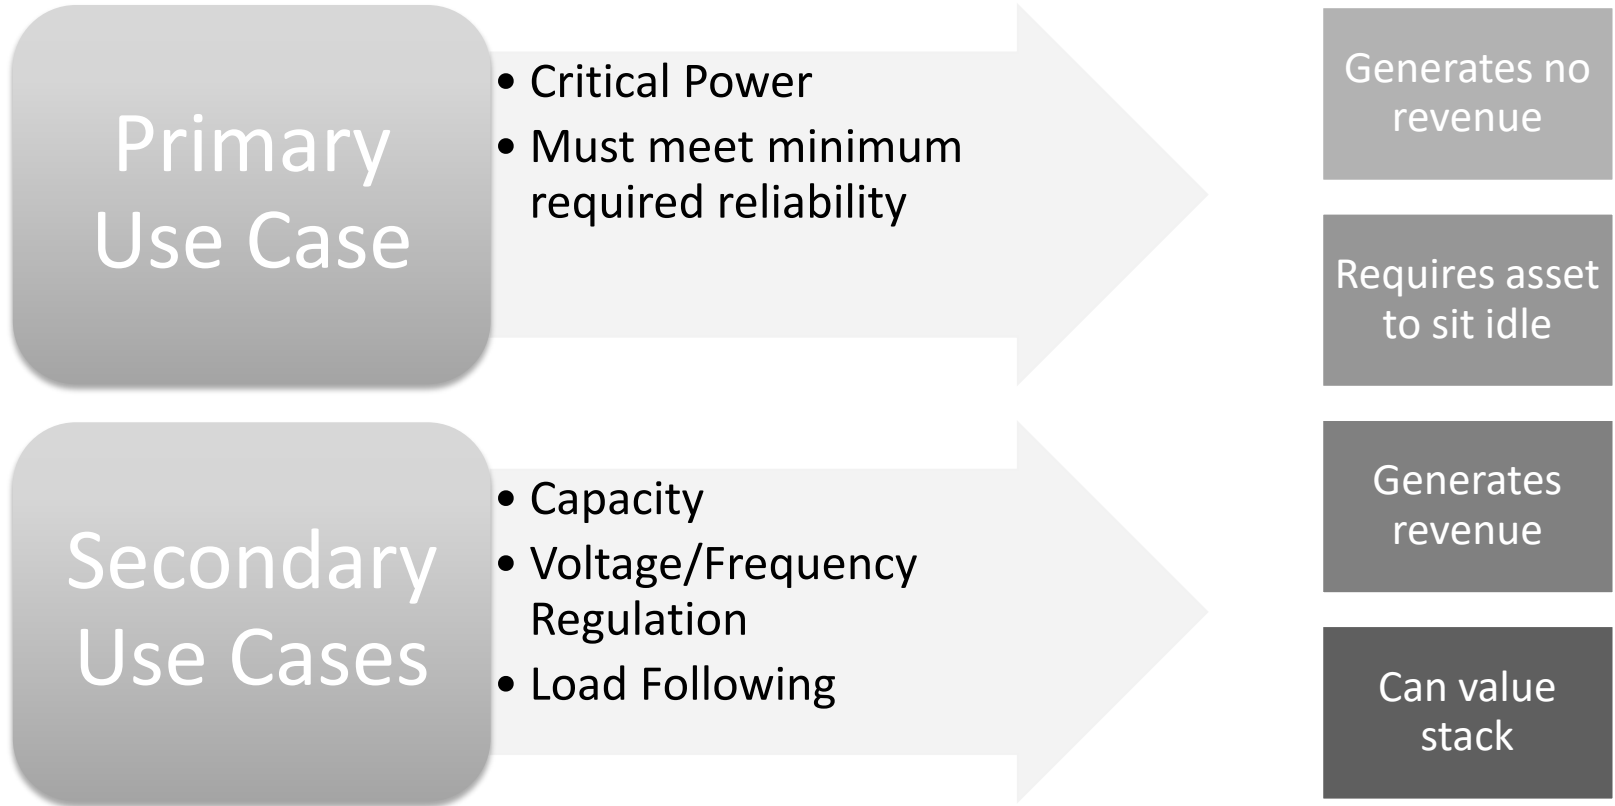 Primary
Use Case
• Critical Power
• Must meet minimum
required reliability
Generates no
revenue
Requires asset
to sit idle
Secondary
Use Cases
• Capacity
• Voltage/Frequency
Regulation
• Load Following
Generates
revenue
Can value
stack